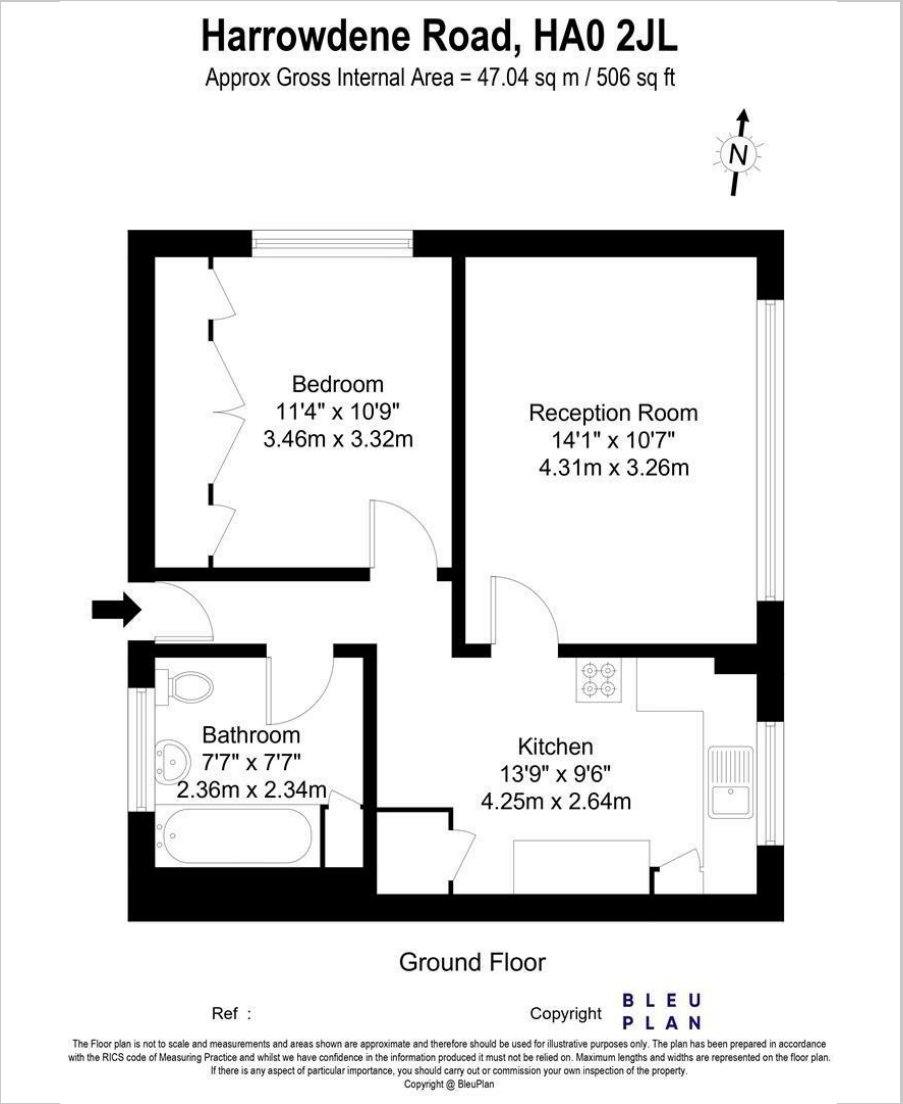 Harrowdene Road, HA0 2JL
Approx Gross Internal Area = 47.04 sq m / 506 sq ft
N
Bedroom
11'4" x 10'9"
3.46m x 3.32m
Reception Room
14'1" x 10'7"
4.31m x 3.26m
Bathroom
7'7" x 7'7"
2.36m x 2.34m
Kitchen
13'9" x 9'6"
4.25m x 2.64m
Ground Floor
Ref :
Copyright
BLEU
PLAN
The Floor plan is not to scale and measurements and areas shown are approximate and therefore should be used for illustrative purposes only. The plan has been prepared in accordance
with the RICS code of Measuring Practice and whilst we have confidence in the information produced it must not be relied on. Maximum lengths and widths are represented on the floor plan.
If there is any aspect of particular importance, you should carry out or commission your own inspection of the property.
Copyright @ BleuPlan